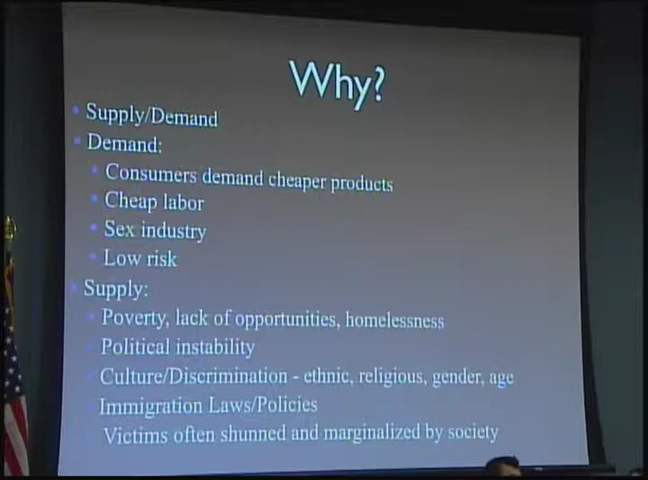 Why?
• Supply/Demand
• Demand:
• Consumers demand cheaper products
• Cheap labor
• Sex industry
• Low risk
• Supply:
• Poverty, lack of opportunities, homelessness
Political instability
Culture/Discrimination - ethnic, religious, gender, age
Immigration Laws/Policies
Victims often shunned and marginalized by society